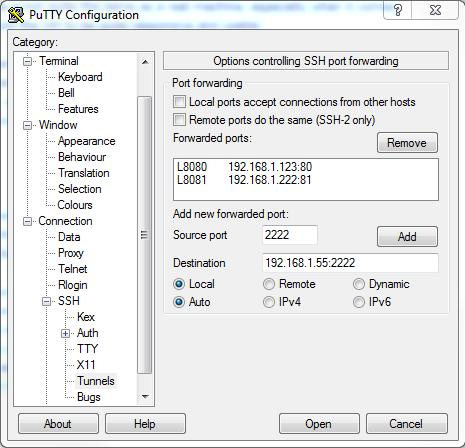 PuTTY Configuration
Category:
Terminal
Keyboard
Bell
Features
Window
Appearance
Behaviour
Translation
Selection
Colours
Connection
Data
Proxy
Telnet
Rlogin
SSH
Kex
Auth
TTY
X11
Tunnels
Bugs
Options controlling SSH port forwarding
Port forwarding
Local ports accept connections from other hosts
Remote ports do the same (SSH-2 only)
Forwarded ports:
Remove
L8080 192.168.1.123:80
L8081 192.168.1.222:81
Add new forwarded port:
Source port 2222 Add
Destination 192.168.1.55:2222
Local Remote Dynamic
Auto IPv4 IPv6
About Help Open Cancel